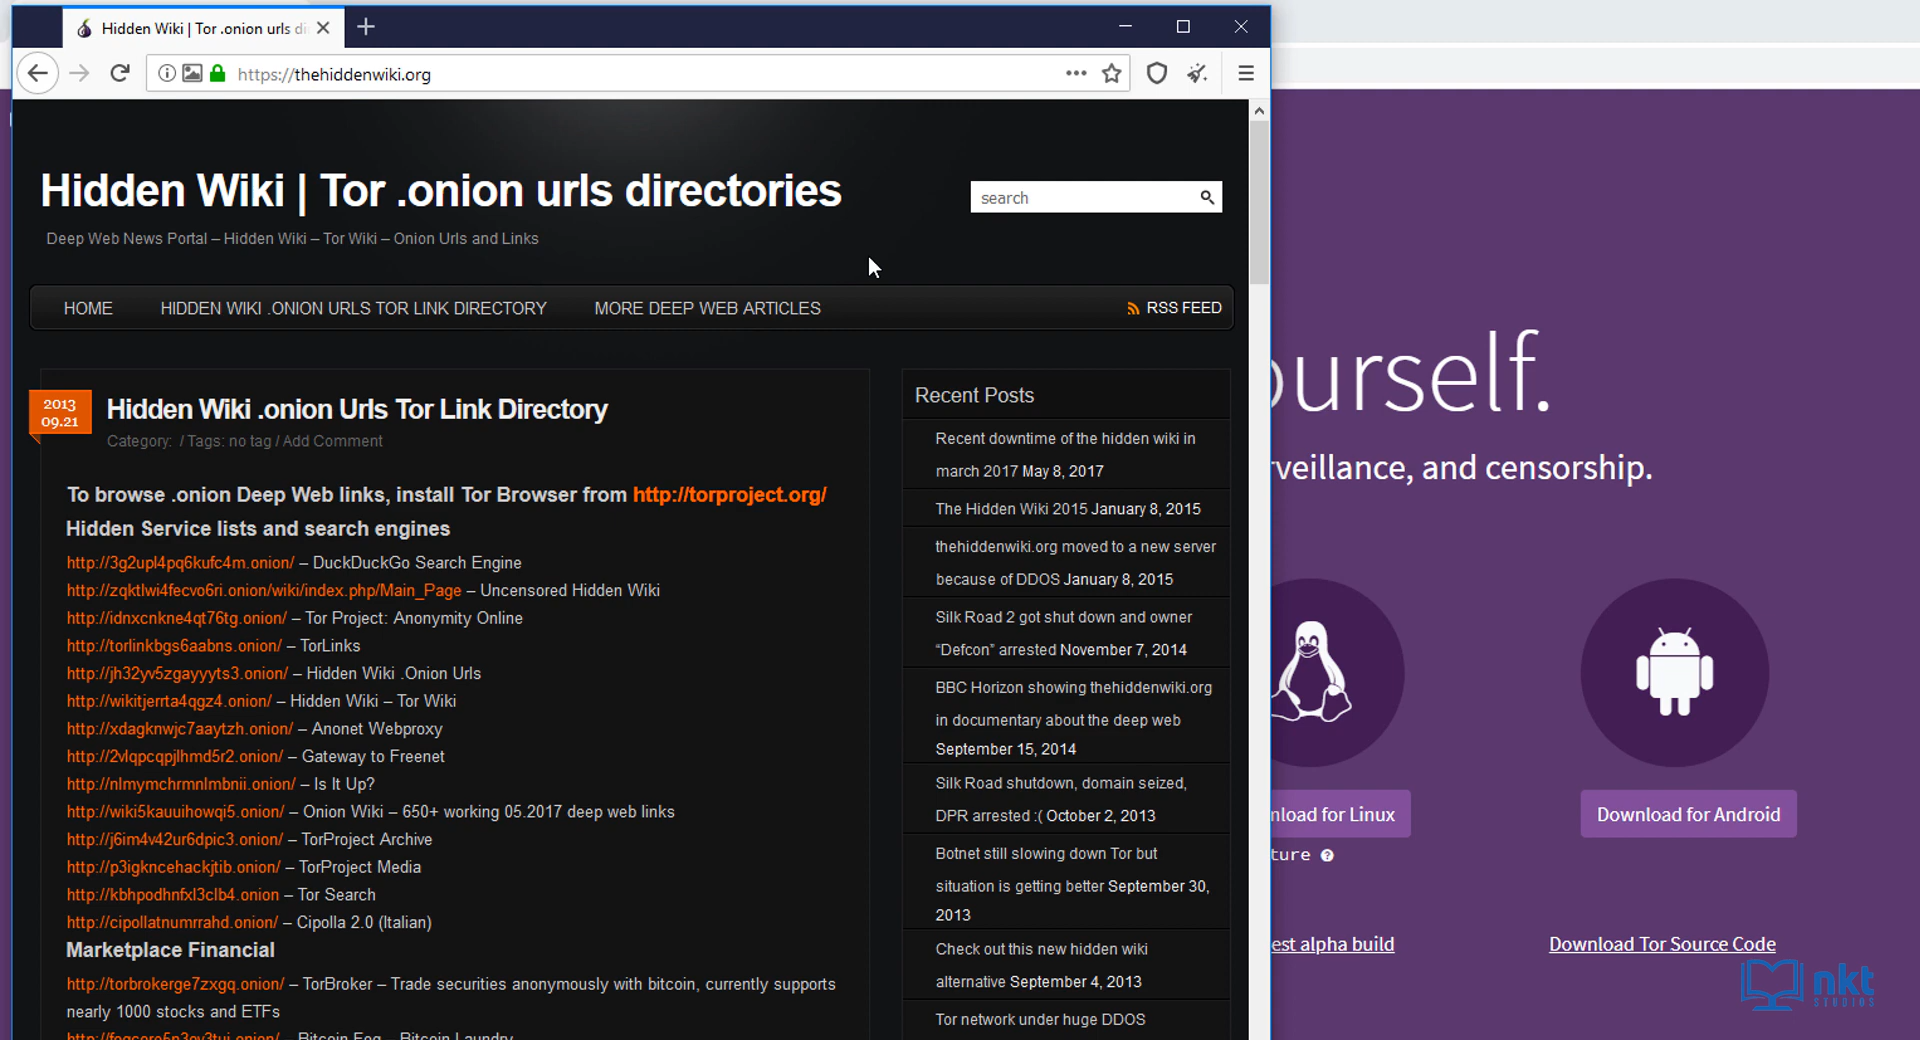 Hidden Wiki | Tor .onion urls di
https://thehiddenwiki.org
Hidden Wiki | Tor .onion urls directories
search
Deep Web News Portal – Hidden Wiki – Tor Wiki – Onion Urls and Links
HOME
HIDDEN WIKI .ONION URLS TOR LINK DIRECTORY
MORE DEEP WEB ARTICLES
RSS FEED
2013
09.21
Hidden Wiki .onion Urls Tor Link Directory
Category: / Tags: no tag / Add Comment
To browse .onion Deep Web links, install Tor Browser from http://torproject.org/
Hidden Service lists and search engines
http://3g2upl4pq6kufc4m.onion/ – DuckDuckGo Search Engine
http://zqktlwi4fecvo6ri.onion/wiki/index.php/Main_Page – Uncensored Hidden Wiki
http://idnxcnkne4qt76tg.onion/ – Tor Project: Anonymity Online
http://torlinkbgs6aabns.onion/ – TorLinks
http://jh32yv5zgayyyts3.onion/ – Hidden Wiki .Onion Urls
http://wikitjerrta4qgz4.onion/ – Hidden Wiki – Tor Wiki
http://xdagknwjc7aaytzh.onion/ – Anonet Webproxy
http://2vlqpcqpjlhmd5r2.onion/ – Gateway to Freenet
http://nlmymchrmnlmbnii.onion/ – Is It Up?
http://wiki5kauuihowqi5.onion/ – Onion Wiki – 650+ working 05.2017 deep web links
http://j6im4v42ur6dpic3.onion/ – TorProject Archive
http://p3igkncehackjtib.onion/ – TorProject Media
http://kbhpodhnfxl3clb4.onion – Tor Search
http://cipollatnumrrahd.onion/ – Cipolla 2.0 (Italian)
Marketplace Financial
http://torbrokerge7zxgq.onion/ – TorBroker – Trade securities anonymously with bitcoin, currently supports
nearly 1000 stocks and ETFs
Recent Posts
Recent downtime of the hidden wiki in
march 2017 May 8, 2017
The Hidden Wiki 2015 January 8, 2015
thehiddenwiki.org moved to a new server
because of DDOS January 8, 2015
Silk Road 2 got shut down and owner
“Defcon” arrested November 7, 2014
BBC Horizon showing thehiddenwiki.org
in documentary about the deep web
September 15, 2014
Silk Road shutdown, domain seized,
DPR arrested :( October 2, 2013
Botnet still slowing down Tor but
situation is getting better September 30,
2013
Check out this new hidden wiki
alternative September 4, 2013
Tor network under huge DDOS
ourself.
rveillance, and censorship.
nload for Linux
Download for Android
ture ?
est alpha build
Download Tor Source Code
nkt
STUDIOS